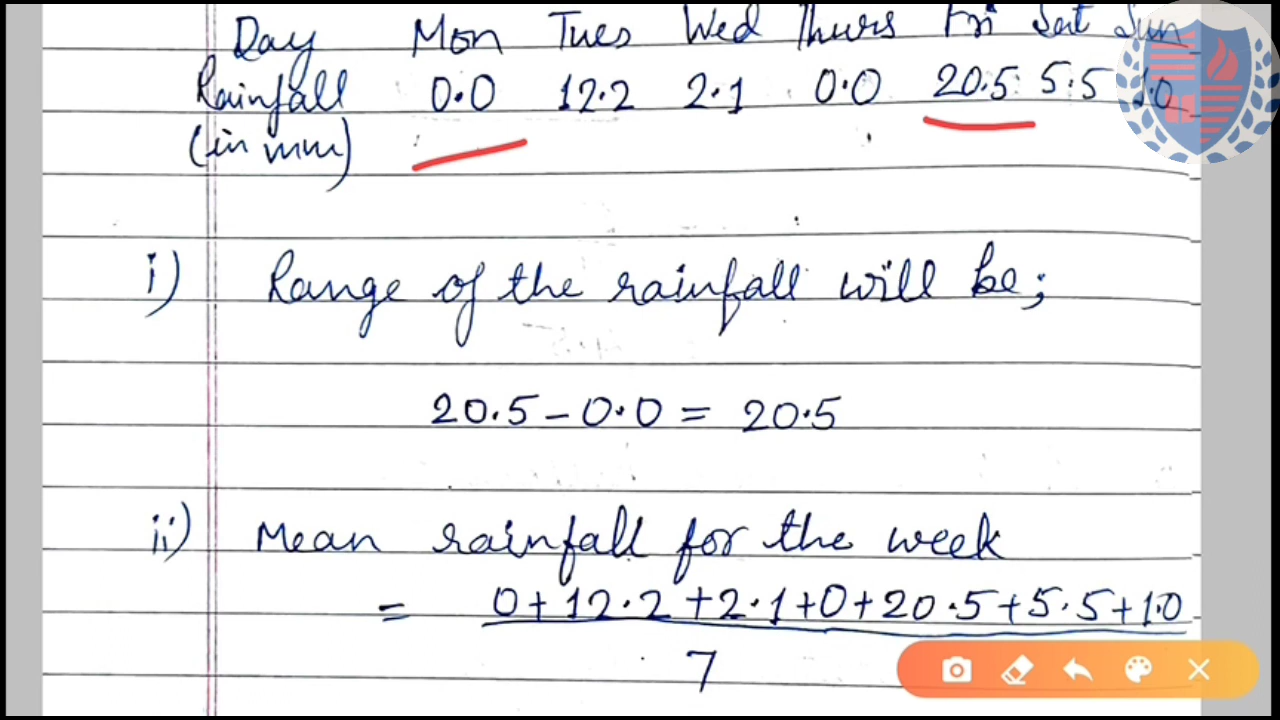 Day Mon Tues Wed Thurs Fri Sat Sun
Rainfall 0.0 12.2 2.1 0.0 20.5 5.5 1.0
(in mm)
i) Range of the rainfall will be;
20.5 - 0.0 = 20.5
ii) Mean rainfall for the week
= 0+12.2+2.1+0+20.5+5.5+1.0
7